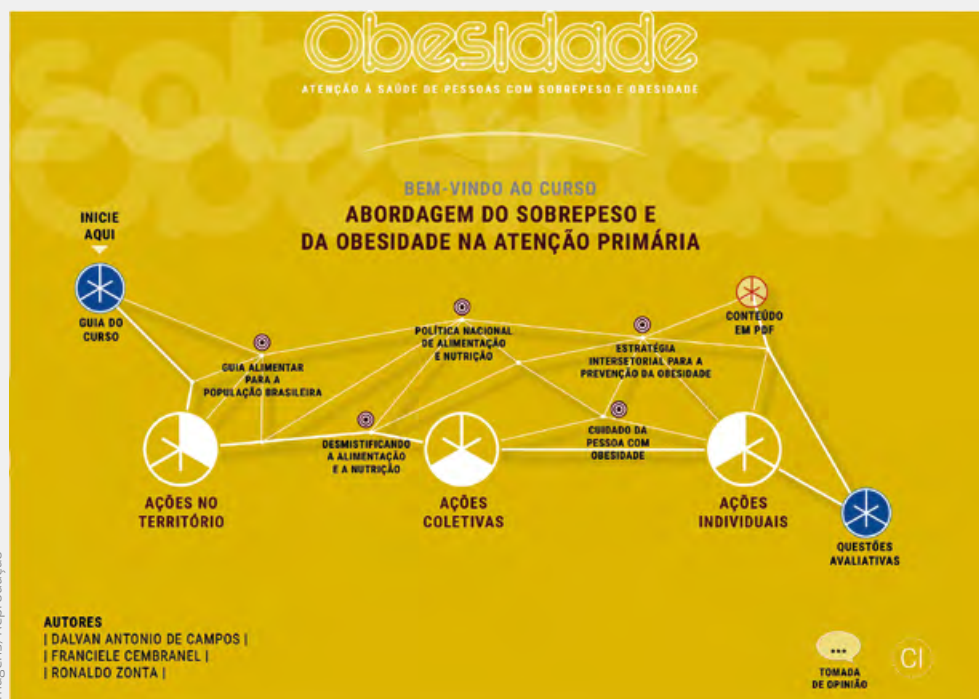 Obesidade
ATENÇÃO À SAÚDE DE PESSOAS COM SOBREPESO E OBESIDADE
BEM-VINDO AO CURSO
ABORDAGEM DO SOBREPESO E
DA OBESIDADE NA ATENÇÃO PRIMÁRIA
INICIE
AQUI
GUIA DO
CURSO
GUIA ALIMENTAR
PARA A
POPULAÇÃO BRASILEIRA
POLÍTICA NACIONAL
DE ALIMENTAÇÃO
E NUTRIÇÃO
ESTRATÉGIA
INTERSETORIAL PARA A
PREVENÇÃO DA OBESIDADE
CONTEÚDO
EM PDF
DESMISTIFICANDO
A ALIMENTAÇÃO
E A NUTRIÇÃO
CUIDADO DA
PESSOA COM
OBESIDADE
AÇÕES NO
TERRITÓRIO
AÇÕES
COLETIVAS
AÇÕES
INDIVIDUAIS
QUESTÕES
AVALIATIVAS
AUTORES
| DALVAN ANTONIO DE CAMPOS |
| FRANCIELE CEMBRANEL |
| RONALDO ZONTA |
TOMADA
DE OPINIÃO
CI